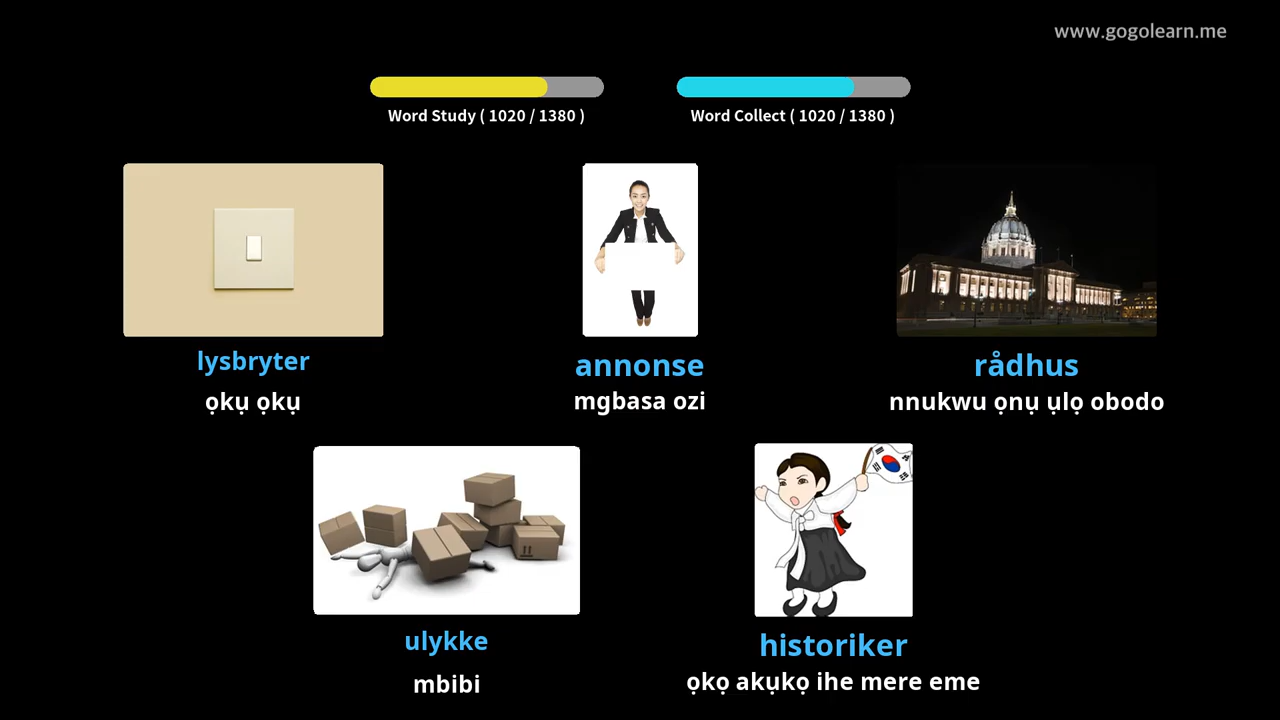 www.gogolearn.me
Word Study ( 1020 / 1380 )
Word Collect ( 1020 / 1380 )
lysbryter
ọkụ ọkụ
annonse
mgbasa ozi
rådhus
nnukwu ọnụ ụlọ obodo
ulykke
mbibi
historiker
ọkọ akụkọ ihe mere eme